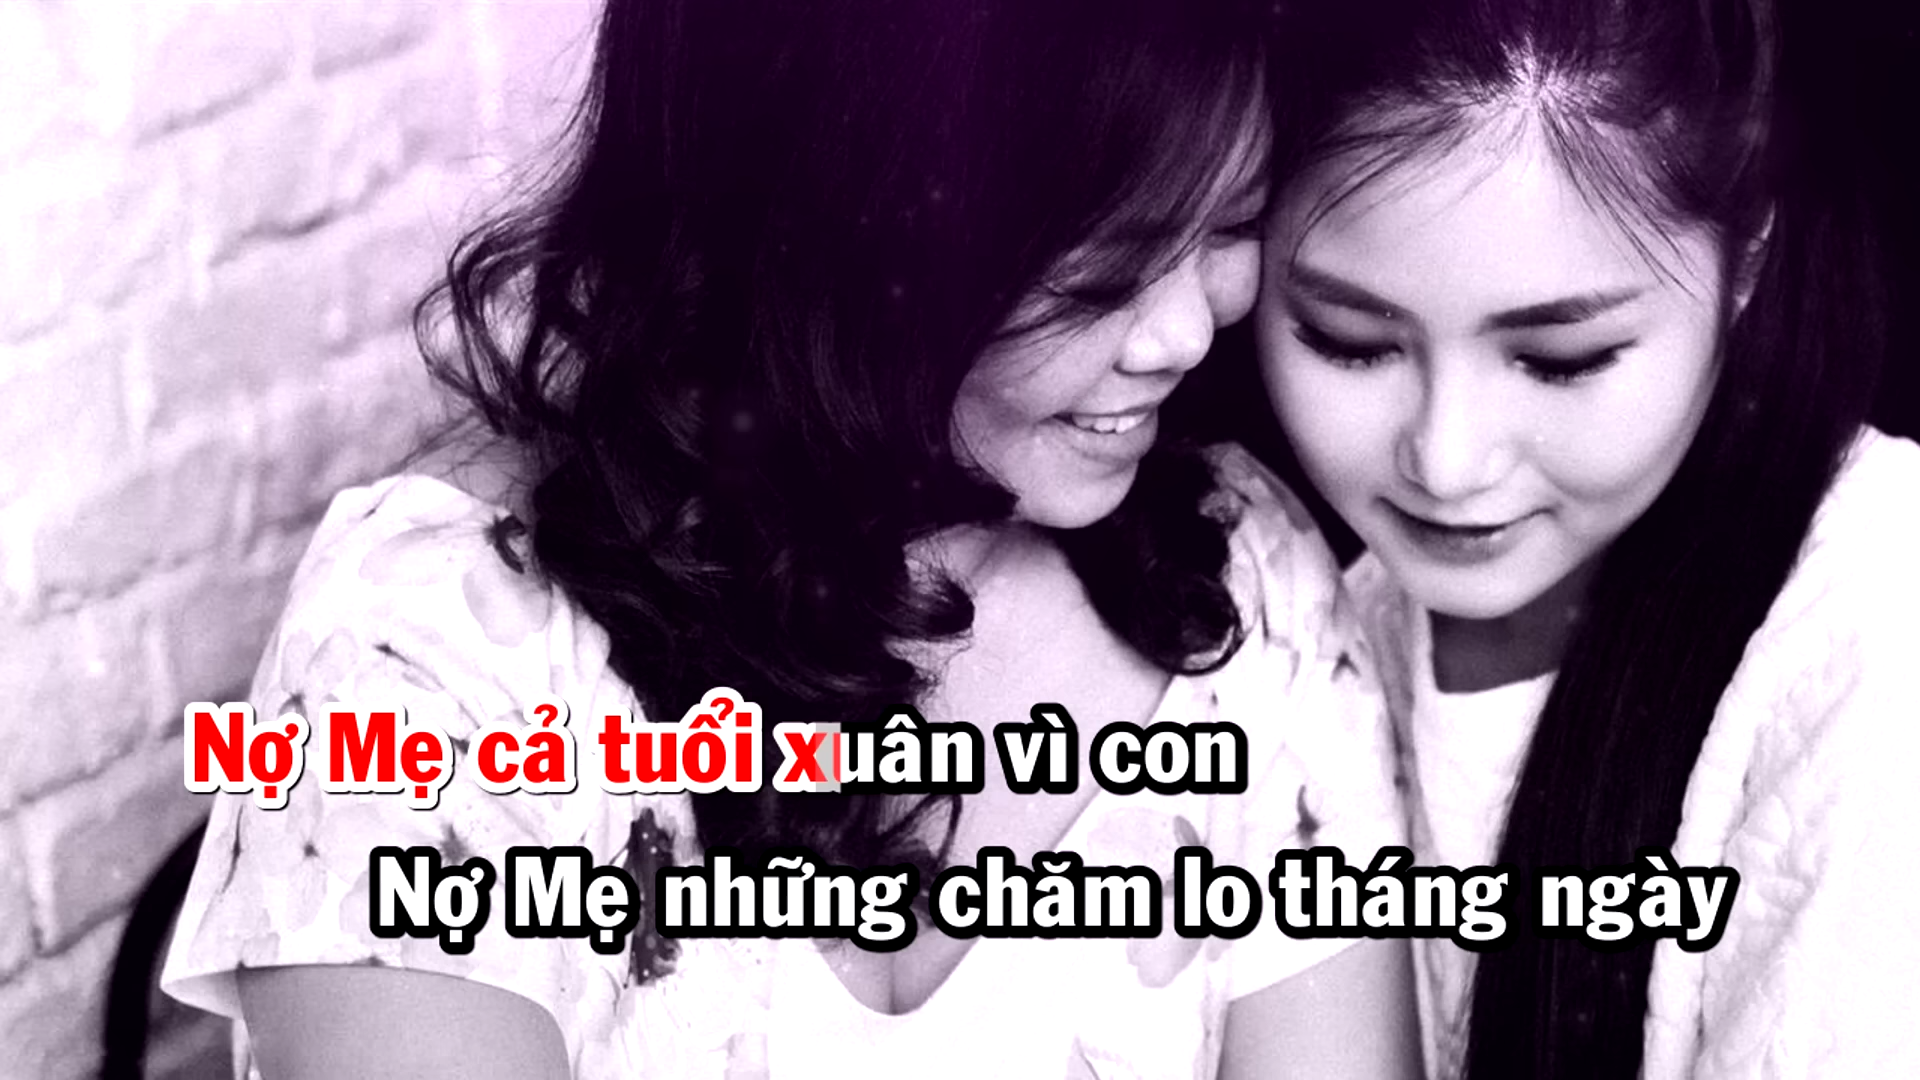 Nợ Mẹ cả tuổi xuân vì con
Nợ Mẹ những chăm lo tháng ngày